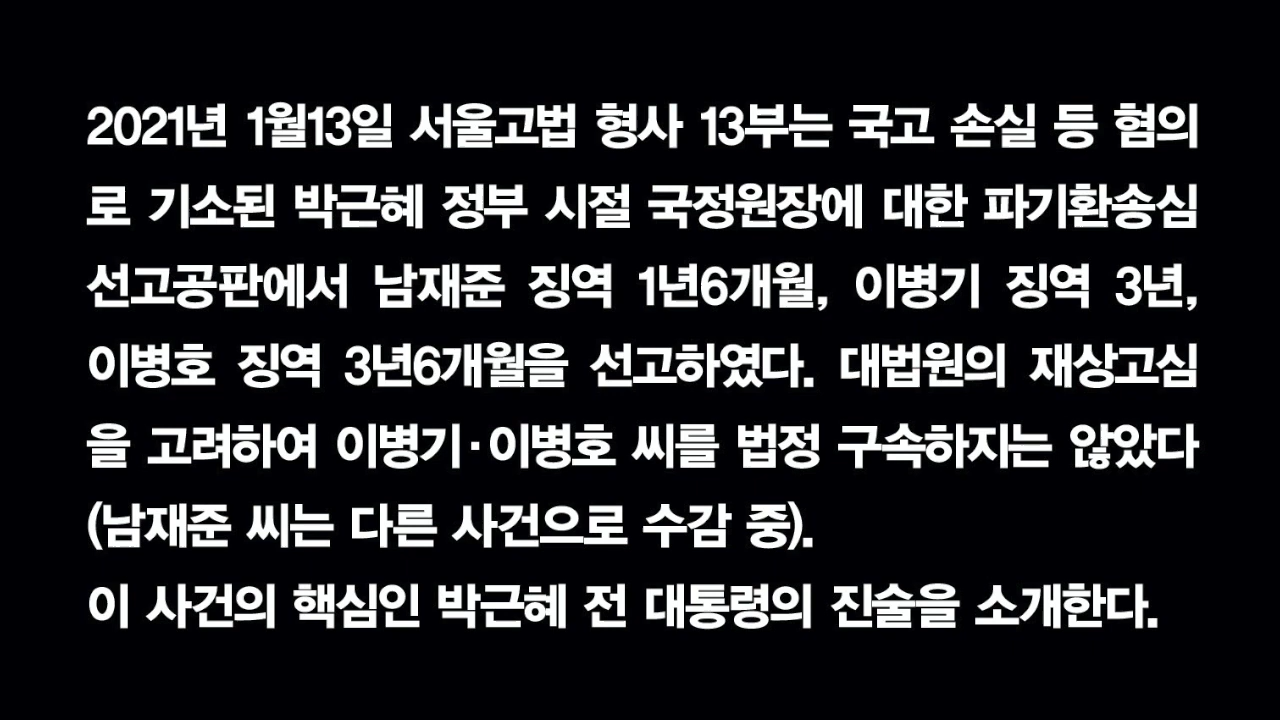 2021년 1월13일 서울고법 형사 13부는 국고 손실 등 혐의
로 기소된 박근혜 정부 시절 국정원장에 대한 파기환송심
선고공판에서 남재준 징역 1년6개월, 이병기 징역 3년,
이병호 징역 3년6개월을 선고하였다. 대법원의 재상고심
을 고려하여 이병기·이병호 씨를 법정 구속하지는 않았다
(남재준 씨는 다른 사건으로 수감 중).
이 사건의 핵심인 박근혜 전 대통령의 진술을 소개한다.